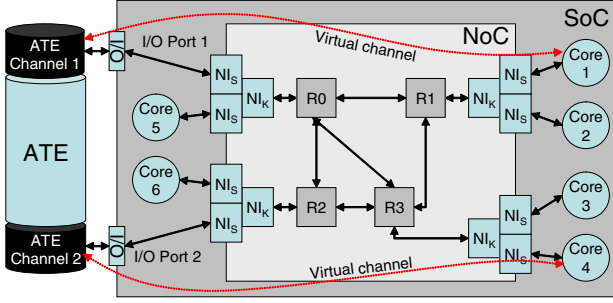 SoC
NoC
ATE
Channel 1
I/O
I/O Port 1
Virtual channel
Core
1
NI_S
NI_K
R0
R1
NI_K
NI_S
Core
5
NI_S
NI_S
Core
2
ATE
Core
6
NI_S
NI_K
R2
R3
NI_S
Core
3
NI_S
NI_K
NI_S
ATE
Channel 2
I/O
I/O Port 2
Virtual channel
Core
4